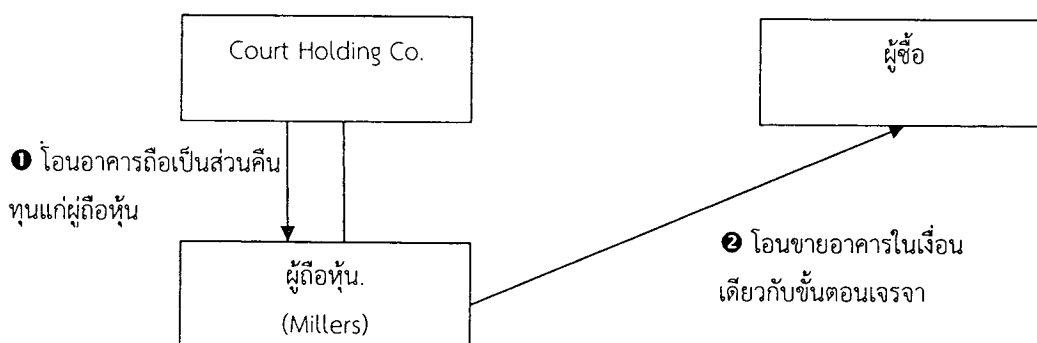 Court Holding Co.
ผู้ซื้อ
❶ โอนอาคารถือเป็นส่วนคืน
ทุนแก่ผู้ถือหุ้น
ผู้ถือหุ้น.
(Millers)
❷ โอนขายอาคารในเงื่อน
เดียวกับขั้นตอนเจรจา